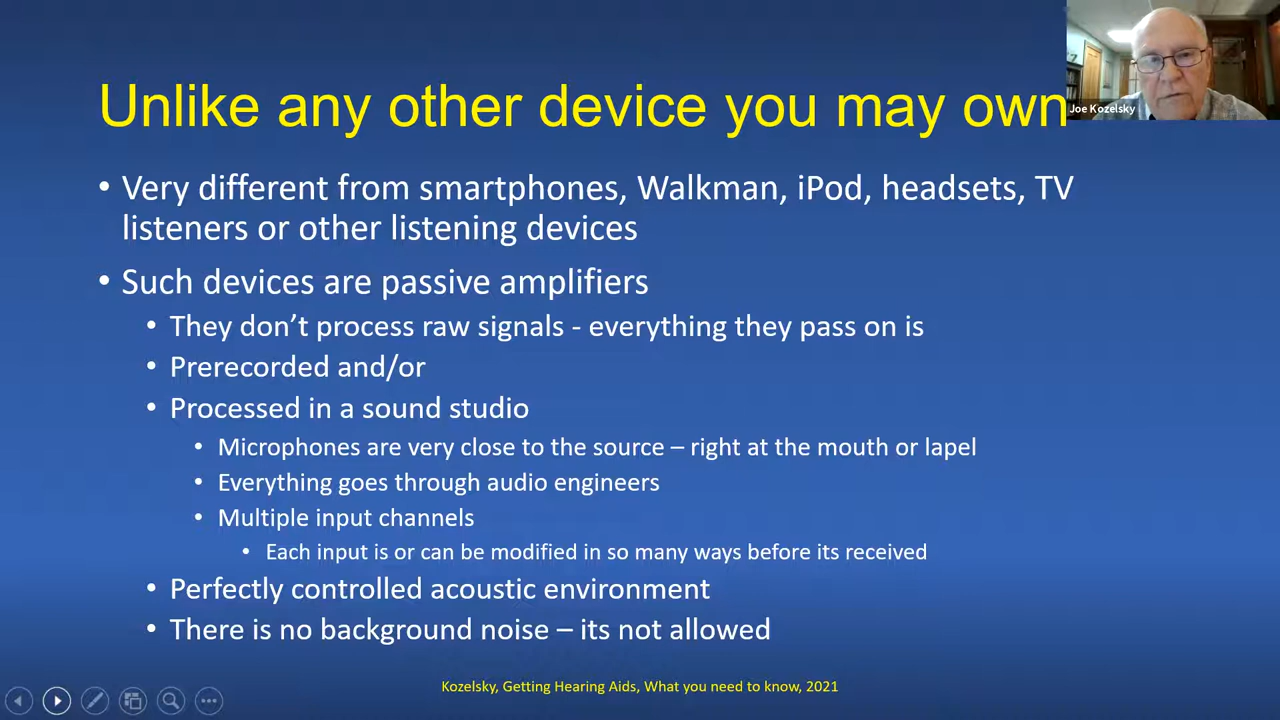 Unlike any other device you may own
Joe Kozelsky
• Very different from smartphones, Walkman, iPod, headsets, TV
listeners or other listening devices
• Such devices are passive amplifiers
• They don’t process raw signals - everything they pass on is
• Prerecorded and/or
• Processed in a sound studio
• Microphones are very close to the source – right at the mouth or lapel
• Everything goes through audio engineers
• Multiple input channels
• Each input is or can be modified in so many ways before its received
• Perfectly controlled acoustic environment
• There is no background noise – its not allowed
Kozelsky, Getting Hearing Aids, What you need to know, 2021